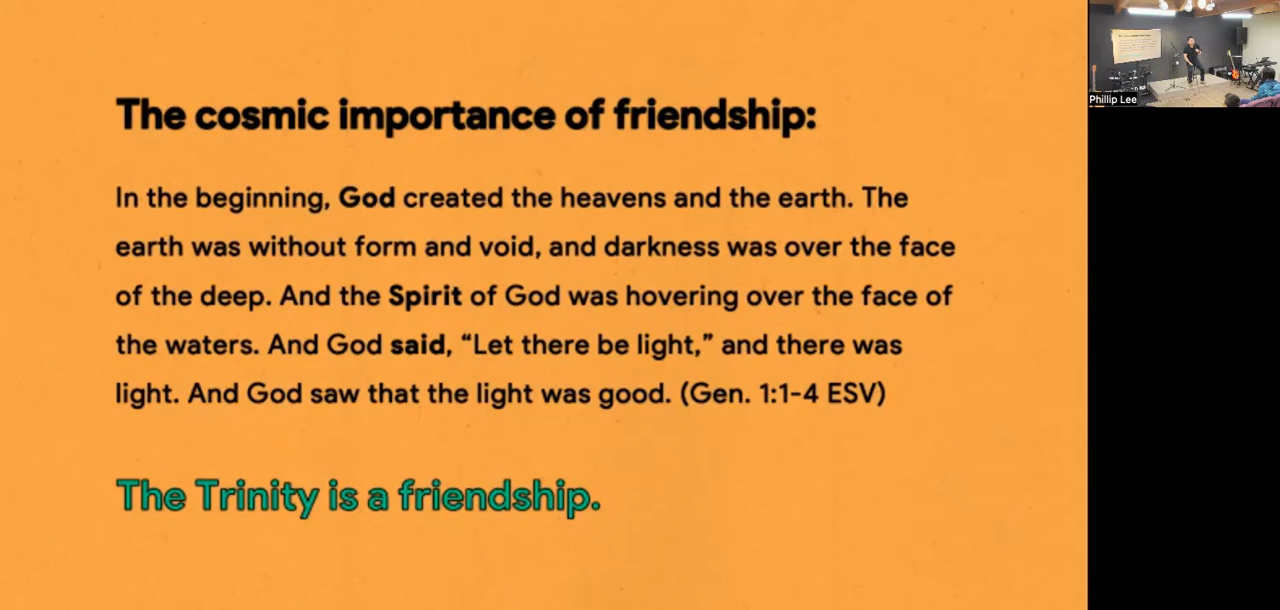 The cosmic importance of friendship:
In the beginning, God created the heavens and the earth. The
earth was without form and void, and darkness was over the face
of the deep. And the Spirit of God was hovering over the face of
the waters. And God said, “Let there be light,” and there was
light. And God saw that the light was good. (Gen. 1:1-4 ESV)
The Trinity is a friendship.
Phillip Lee